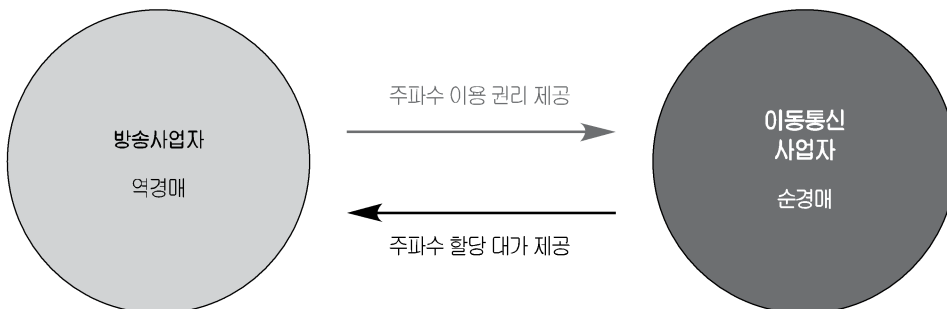 방송사업자
역경매
주파수 이용 권리 제공
주파수 할당 대가 제공
이동통신
사업자
순경매